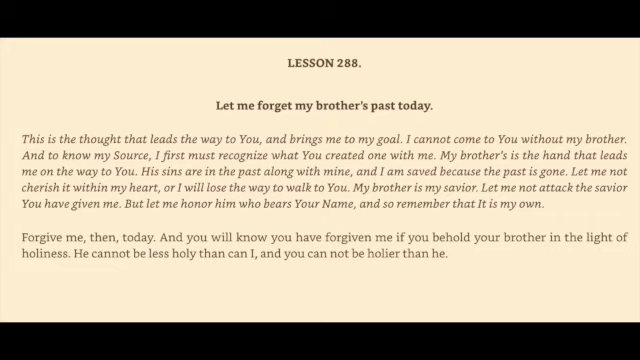 LESSON 288.
Let me forget my brother's past today.
This is the thought that leads the way to You, and brings me to my goal. I cannot come to You without my brother.
And to know my Source, I first must recognize what You created one with me. My brother's is the hand that leads
me on the way to You. His sins are in the past along with mine, and I am saved because the past is gone. Let me not
cherish it within my heart, or I will lose the way to walk to You. My brother is my savior. Let me not attack the savior
You have given me. But let me honor him who bears Your Name, and so remember that It is my own.
Forgive me, then, today. And you will know you have forgiven me if you behold your brother in the light of
holiness. He cannot be less holy than can I, and you can not be holier than he.